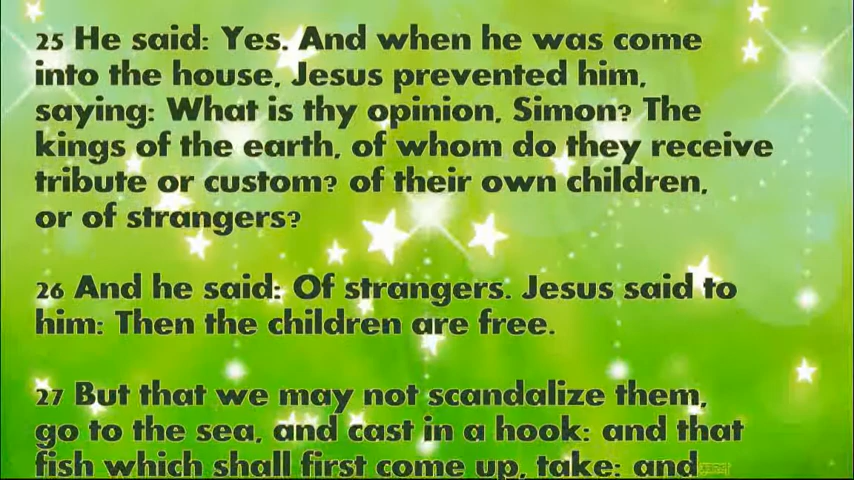 25 He said: Yes. And when he was come
into the house, Jesus prevented him,
saying: What is thy opinion, Simon? The
kings of the earth, of whom do they receive
tribute or custom? of their own children,
or of strangers?
26 And he said: Of strangers. Jesus said to
him: Then the children are free.
27 But that we may not scandalize them,
go to the sea, and cast in a hook: and that
fish which shall first come up, take: and